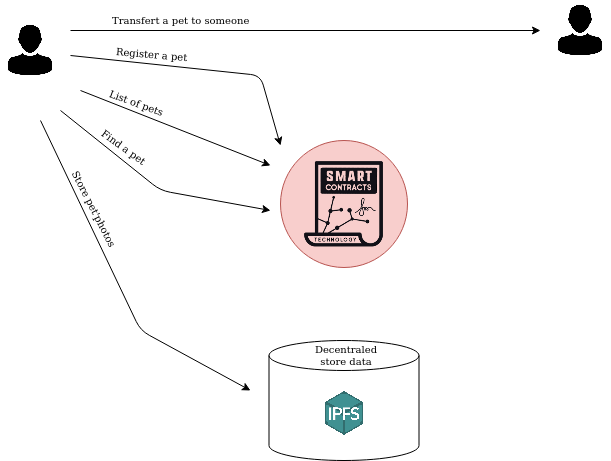 Transfert a pet to someone
Register a pet
List of pets
Find a pet
Store pet'photos
SMART
CONTRACTS
TECHNOLOGY
Decentraled
store data
IPFS